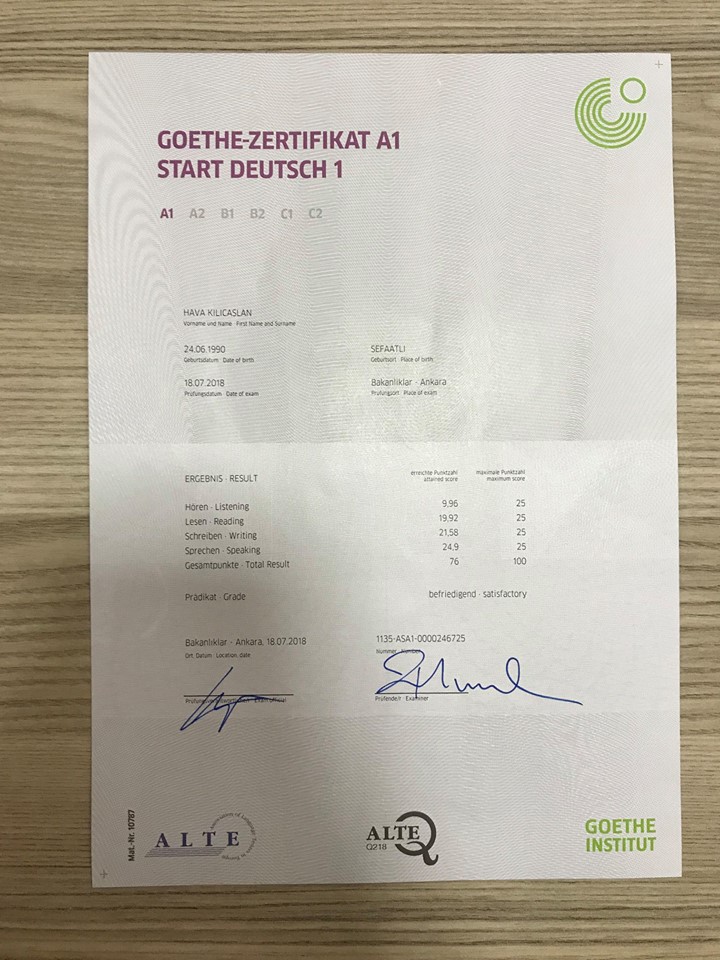 GOETHE-ZERTIFIKAT A1
START DEUTSCH 1
A1 A2 B1 B2 C1 C2
HAVA KILICASLAN
Vorname und Name · First Name and Surname
24.06.1990
Geburtsdatum · Date of birth
SEFAATLI
Geburtsort · Place of birth
18.07.2018
Prüfungsdatum · Date of exam
Bakanlıklar · Ankara
Prüfungsort · Place of exam
ERGEBNIS · RESULT
erreichte Punktzahl
attained score
maximale Punktzahl
maximum score
Hören · Listening 9,96 25
Lesen · Reading 19,92 25
Schreiben · Writing 21,58 25
Sprechen · Speaking 24,9 25
Gesamtpunkte · Total Result 76 100
Prädikat · Grade befriedigend · satisfactory
Bakanlıklar · Ankara, 18.07.2018
Ort, Datum · Location, date
1135-ASA1-0000246725
Nummer · Number
Exam official
Prüfende/r · Examiner
Mat.-Nr. 10787
ALTE
ALTE
Q218
GOETHE
INSTITUT